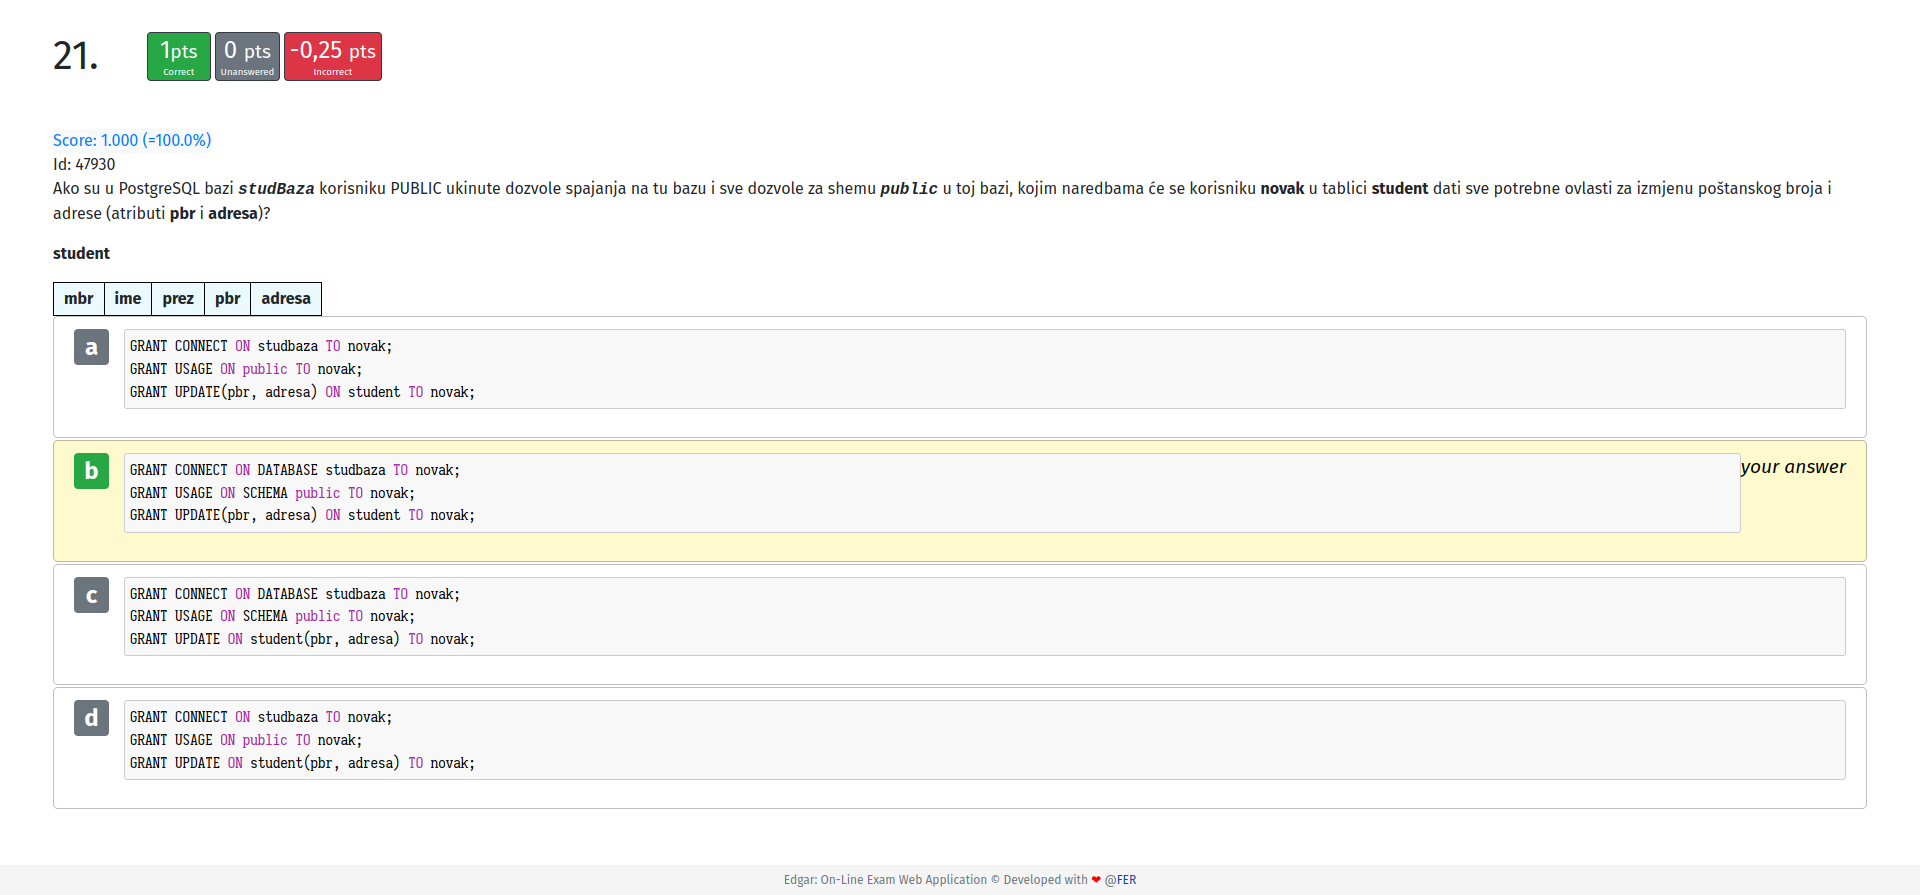 21.
1pts
Correct
0 pts
Unanswered
-0,25 pts
Incorrect
Score: 1.000 (=100.0%)
Id: 47930
Ako su u PostgreSQL bazi studBaza korisniku PUBLIC ukinute dozvole spajanja na tu bazu i sve dozvole za shemu public u toj bazi, kojim naredbama će se korisniku novak u tablici student dati sve potrebne ovlasti za izmjenu poštanskog broja i
adrese (atributi pbr i adresa)?
student
mbr ime prez pbr adresa
a
GRANT CONNECT ON studbaza TO novak;
GRANT USAGE ON public TO novak;
GRANT UPDATE(pbr, adresa) ON student TO novak;
b
GRANT CONNECT ON DATABASE studbaza TO novak;
your answer
GRANT USAGE ON SCHEMA public TO novak;
GRANT UPDATE(pbr, adresa) ON student TO novak;
c
GRANT CONNECT ON DATABASE studbaza TO novak;
GRANT USAGE ON SCHEMA public TO novak;
GRANT UPDATE ON student(pbr, adresa) TO novak;
d
GRANT CONNECT ON studbaza TO novak;
GRANT USAGE ON public TO novak;
GRANT UPDATE ON student(pbr, adresa) TO novak;
Edgar: On-Line Exam Web Application © Developed with ❤ @FER